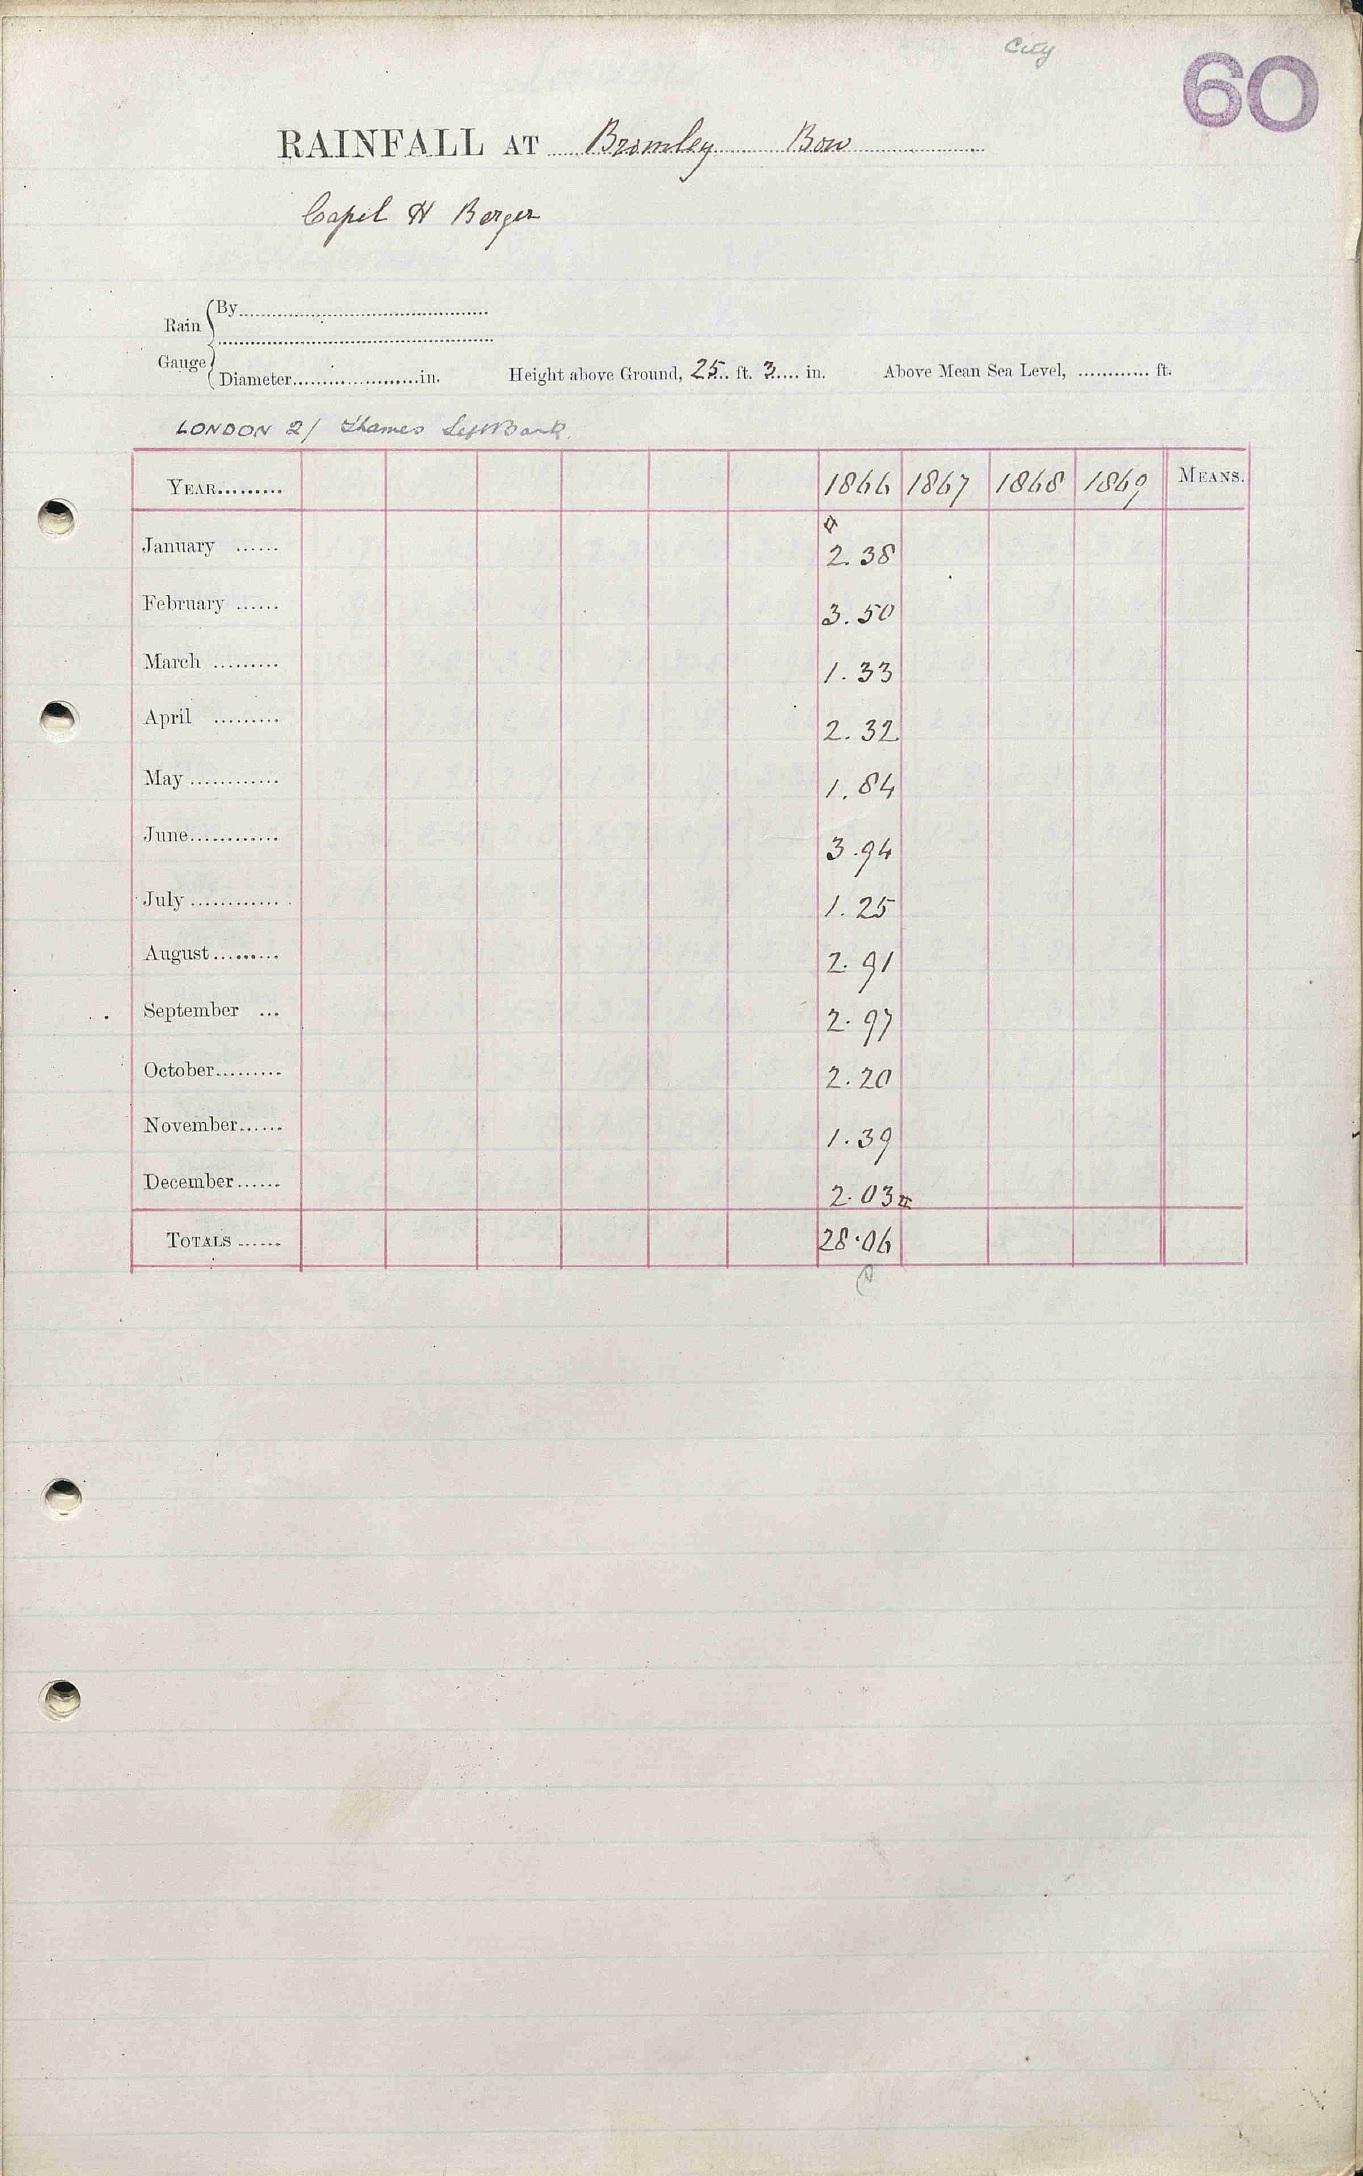 City
60
RAINFALL AT Bromley Bow
Capel H Berger
Rain Gauge
By
Diameter in. Height above Ground, 25 ft. 3 in. Above Mean Sea Level, ft.
LONDON 2/ Thames Left Bank.
YEAR 1866 1867 1868 1869 MEANS.
January 2.38
February 3.50
March 1.33
April 2.32
May 1.84
June 3.94
July 1.25
August 2.91
September 2.97
October 2.20
November 1.39
December 2.03
TOTALS 28.06